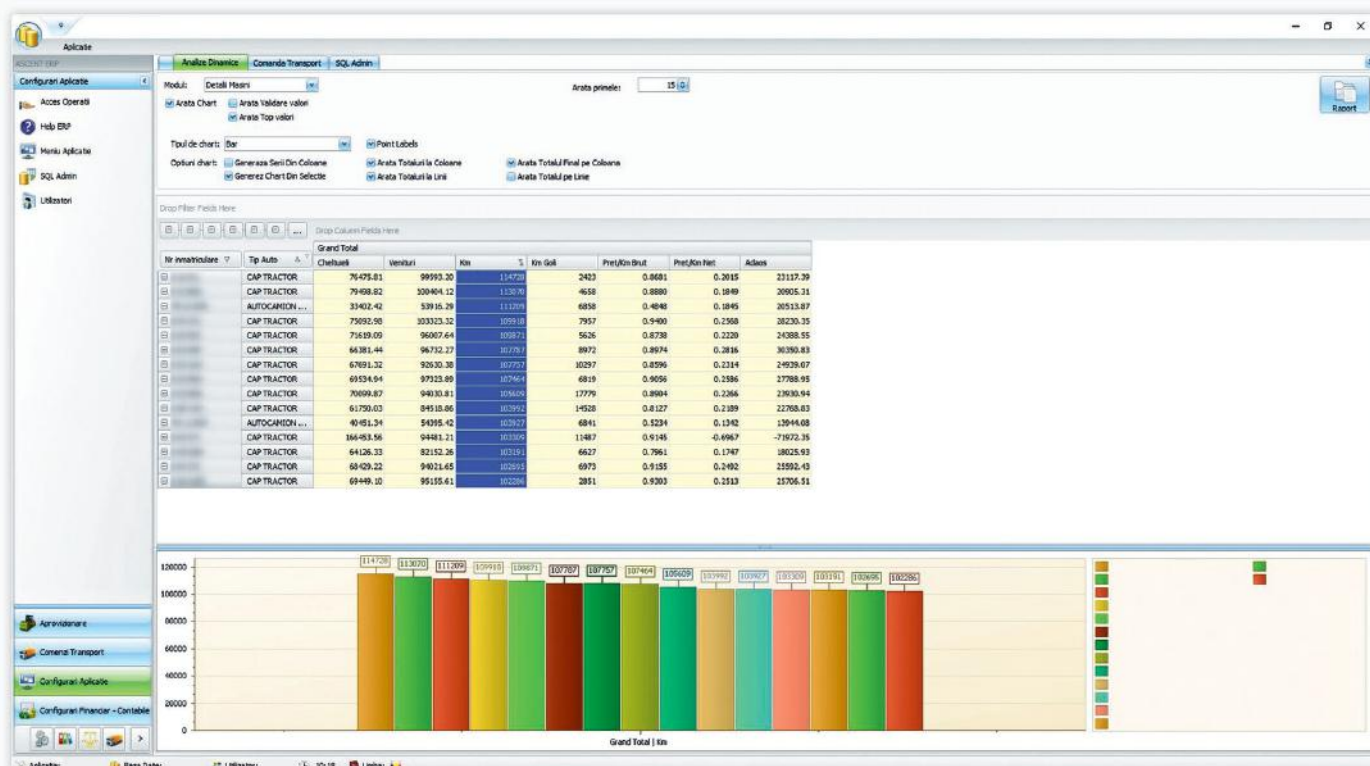 Aplicatie
ASCENT ERP
Configurari Aplicatie
Acces Operatii
Help ERP
Meniu Aplicatie
SQL Admin
Utilizatori
Aprovizionare
Comenzi Transport
Configurari Aplicatie
Configurari Financiar - Contabile
Analize Dinamice Comanda Transport SQL Admin
Modul: Detalii Masini Arata primele: 15
Raport
Arata Chart Arata Validare valori
Arata Top valori
Tipul de chart: Bar Point Labels
Optiuni chart: Genereaza Serii Din Coloane Arata Totaluri la Coloane Arata Totalul Final pe Coloana
Generez Chart Din Selectie Arata Totaluri la Linii Arata Totalul pe Linie
Drop Filter Fields Here
... Drop Column Fields Here
Grand Total
Nr inmatriculare Tip Auto Cheltuieli Venituri Km Km Goli Pret/Km Brut Pret/Km Net Adaos
CAP TRACTOR 76475.81 99593.20 114728 2423 0.8681 0.2015 23117.39
CAP TRACTOR 79498.82 100404.12 113070 4658 0.8880 0.1849 20905.31
AUTOCAMION ... 33402.42 53916.29 111209 6858 0.4848 0.1845 20513.87
CAP TRACTOR 75092.98 103323.32 109918 7957 0.9400 0.2568 28230.35
CAP TRACTOR 71619.09 96007.64 109871 5626 0.8738 0.2220 24388.55
CAP TRACTOR 66381.44 96732.27 107787 8972 0.8974 0.2816 30350.83
CAP TRACTOR 67691.32 92630.38 107757 10297 0.8596 0.2314 24939.07
CAP TRACTOR 69534.94 97323.89 107464 6819 0.9056 0.2586 27788.95
CAP TRACTOR 70099.87 94030.81 105609 17779 0.8904 0.2266 23930.94
CAP TRACTOR 61750.03 84518.86 103992 14528 0.8127 0.2189 22768.83
AUTOCAMION ... 40451.34 54395.42 103927 6841 0.5234 0.1342 13944.08
CAP TRACTOR 166453.56 94481.21 103309 11487 0.9145 -0.6967 -71972.35
CAP TRACTOR 64126.33 82152.26 103191 6627 0.7961 0.1747 18025.93
CAP TRACTOR 68429.22 94021.65 102695 6973 0.9155 0.2492 25592.43
CAP TRACTOR 69449.10 95155.61 102286 2851 0.9303 0.2513 25706.51
120000
100000
80000
60000
40000
20000
0
114728 113070 111209 109918 109871 107787 107757 107464 105609 103992 103927 103309 103191 102695 102286
Grand Total | Km